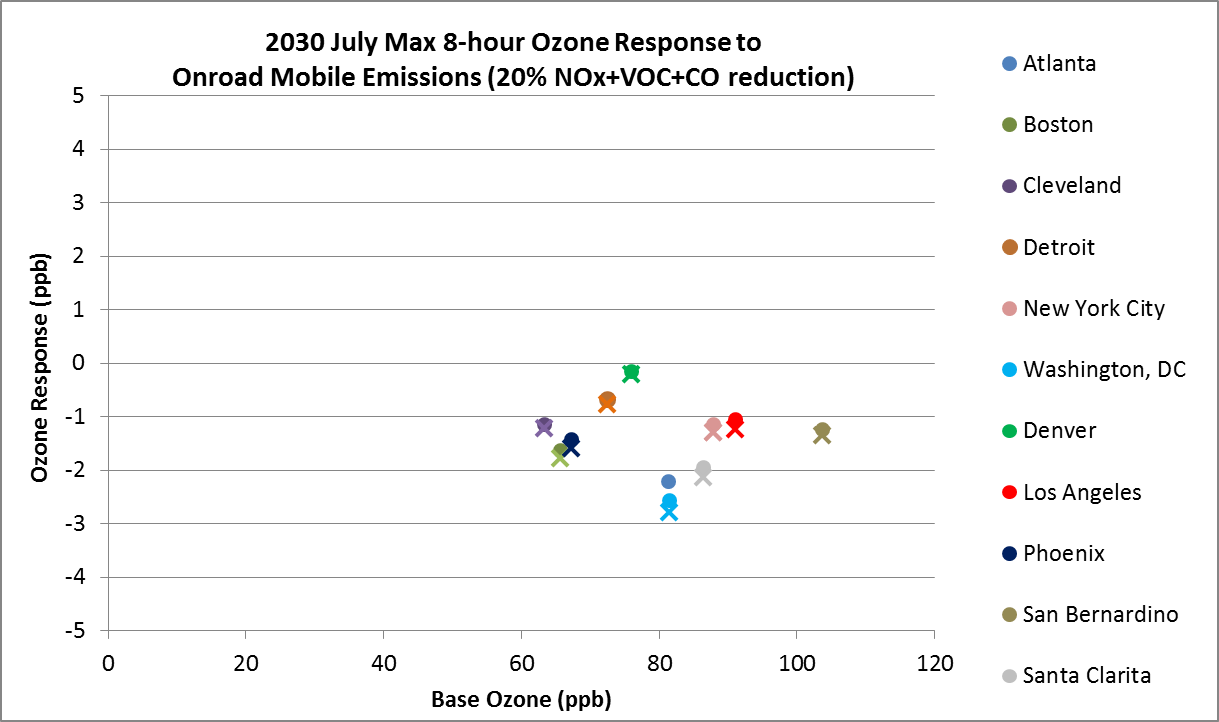 2030 July Max 8-hour Ozone Response to
Onroad Mobile Emissions (20% NOx+VOC+CO reduction)
5
4
3
2
1
0
-1
-2
-3
-4
-5
Ozone Response (ppb)
0 20 40 60 80 100 120
Base Ozone (ppb)
Atlanta
Boston
Cleveland
Detroit
New York City
Washington, DC
Denver
Los Angeles
Phoenix
San Bernardino
Santa Clarita